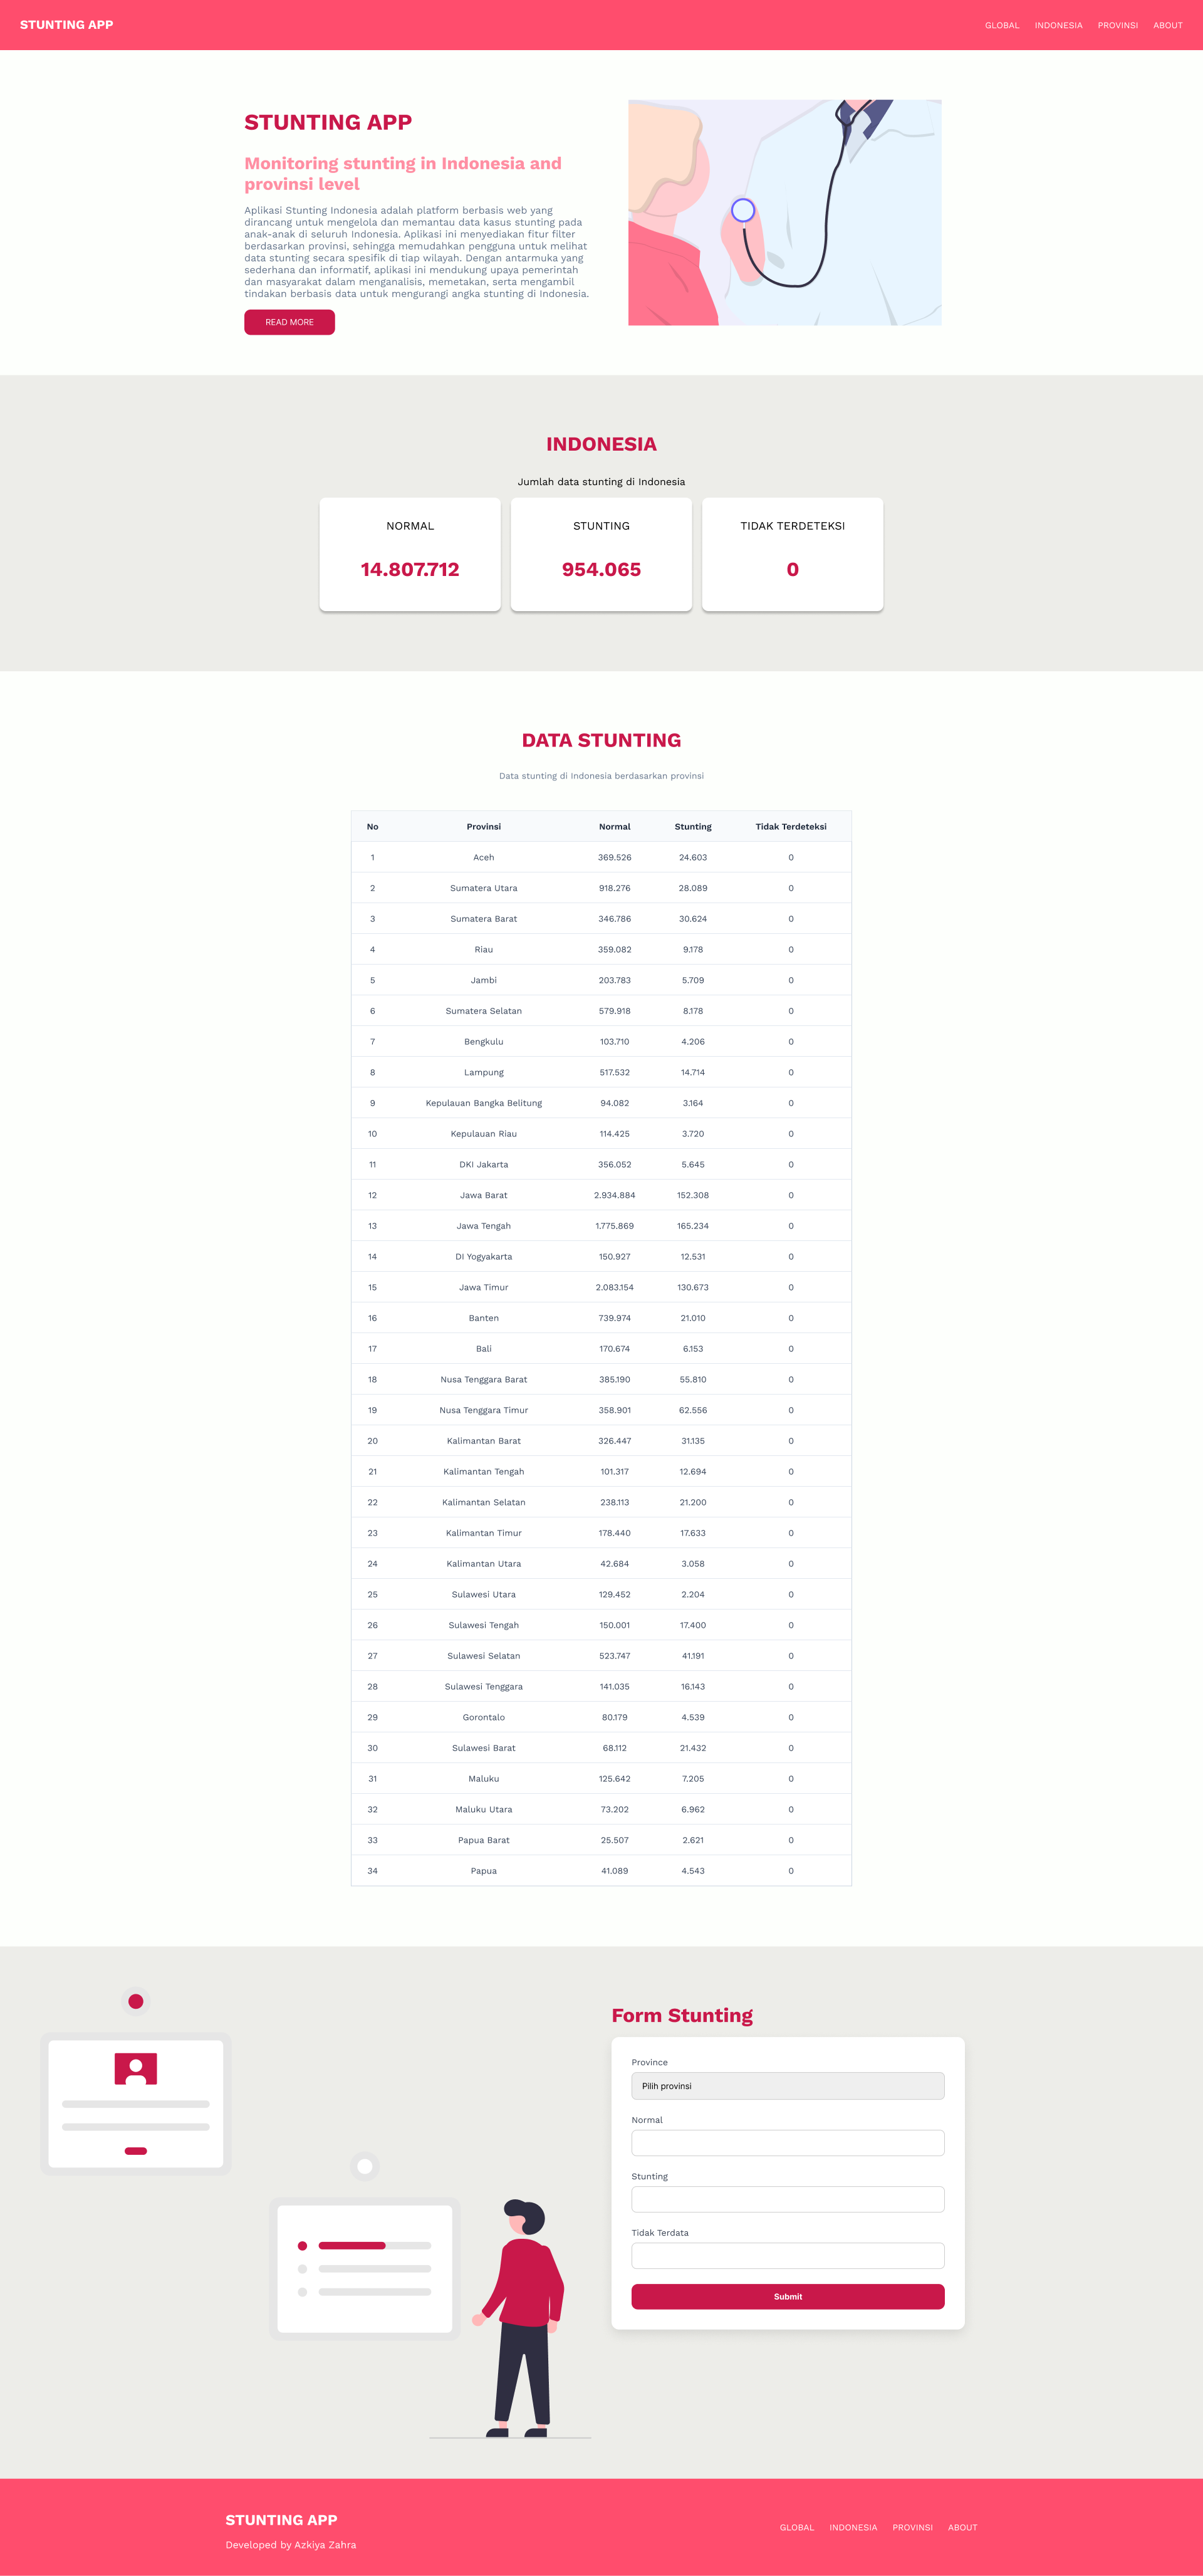 STUNTING APP
GLOBAL INDONESIA PROVINSI ABOUT
STUNTING APP
Monitoring stunting in Indonesia and
provinsi level
Aplikasi Stunting Indonesia adalah platform berbasis web yang
dirancang untuk mengelola dan memantau data kasus stunting pada
anak-anak di seluruh Indonesia. Aplikasi ini menyediakan fitur filter
berdasarkan provinsi, sehingga memudahkan pengguna untuk melihat
data stunting secara spesifik di tiap wilayah. Dengan antarmuka yang
sederhana dan informatif, aplikasi ini mendukung upaya pemerintah
dan masyarakat dalam menganalisis, memetakan, serta mengambil
tindakan berbasis data untuk mengurangi angka stunting di Indonesia.
READ MORE
INDONESIA
Jumlah data stunting di Indonesia
NORMAL STUNTING TIDAK TERDETEKSI
14.807.712 954.065 0
DATA STUNTING
Data stunting di Indonesia berdasarkan provinsi
No Provinsi Normal Stunting Tidak Terdeteksi
1 Aceh 369.526 24.603 0
2 Sumatera Utara 918.276 28.089 0
3 Sumatera Barat 346.786 30.624 0
4 Riau 359.082 9.178 0
5 Jambi 203.783 5.709 0
6 Sumatera Selatan 579.918 8.178 0
7 Bengkulu 103.710 4.206 0
8 Lampung 517.532 14.714 0
9 Kepulauan Bangka Belitung 94.082 3.164 0
10 Kepulauan Riau 114.425 3.720 0
11 DKI Jakarta 356.052 5.645 0
12 Jawa Barat 2.934.884 152.308 0
13 Jawa Tengah 1.775.869 165.234 0
14 DI Yogyakarta 150.927 12.531 0
15 Jawa Timur 2.083.154 130.673 0
16 Banten 739.974 21.010 0
17 Bali 170.674 6.153 0
18 Nusa Tenggara Barat 385.190 55.810 0
19 Nusa Tenggara Timur 358.901 62.556 0
20 Kalimantan Barat 326.447 31.135 0
21 Kalimantan Tengah 101.317 12.694 0
22 Kalimantan Selatan 238.113 21.200 0
23 Kalimantan Timur 178.440 17.633 0
24 Kalimantan Utara 42.684 3.058 0
25 Sulawesi Utara 129.452 2.204 0
26 Sulawesi Tengah 150.001 17.400 0
27 Sulawesi Selatan 523.747 41.191 0
28 Sulawesi Tenggara 141.035 16.143 0
29 Gorontalo 80.179 4.539 0
30 Sulawesi Barat 68.112 21.432 0
31 Maluku 125.642 7.205 0
32 Maluku Utara 73.202 6.962 0
33 Papua Barat 25.507 2.621 0
34 Papua 41.089 4.543 0
Form Stunting
Province
Pilih provinsi
Normal
Stunting
Tidak Terdata
Submit
STUNTING APP
Developed by Azkiya Zahra
GLOBAL INDONESIA PROVINSI ABOUT